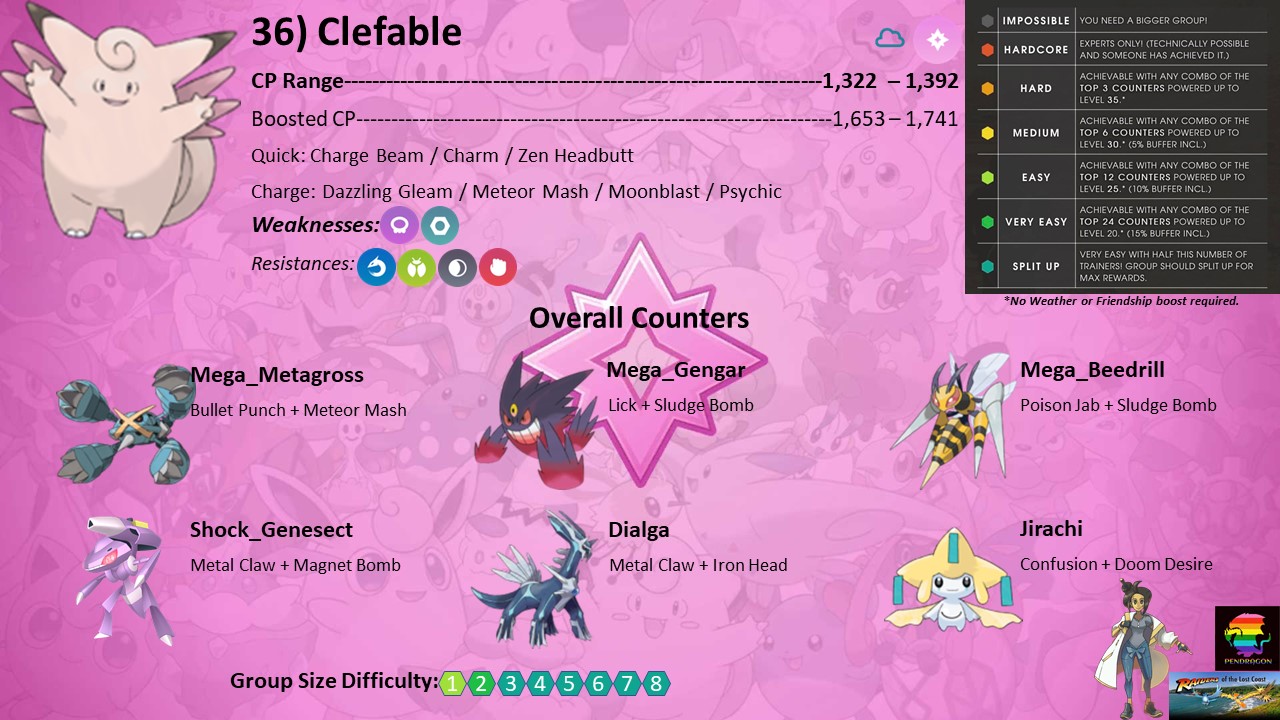 36) Clefable
CP Range------------------------------------------------------------------1,322 – 1,392
Boosted CP------------------------------------------------------------------1,653 – 1,741
Quick: Charge Beam / Charm / Zen Headbutt
Charge: Dazzling Gleam / Meteor Mash / Moonblast / Psychic
Weaknesses:
Resistances:
IMPOSSIBLE YOU NEED A BIGGER GROUP!
HARDCORE EXPERTS ONLY! (TECHNICALLY POSSIBLE
AND SOMEONE HAS ACHIEVED IT.)
HARD ACHIEVABLE WITH ANY COMBO OF THE
TOP 3 COUNTERS POWERED UP TO
LEVEL 35.*
MEDIUM ACHIEVABLE WITH ANY COMBO OF THE
TOP 6 COUNTERS POWERED UP TO
LEVEL 30.* (5% BUFFER INCL.)
EASY ACHIEVABLE WITH ANY COMBO OF THE
TOP 12 COUNTERS POWERED UP TO
LEVEL 25.* (10% BUFFER INCL.)
VERY EASY ACHIEVABLE WITH ANY COMBO OF THE
TOP 24 COUNTERS POWERED UP TO
LEVEL 20.* (15% BUFFER INCL.)
SPLIT UP VERY EASY WITH HALF THIS NUMBER OF
TRAINERS! GROUP SHOULD SPLIT UP FOR
MAX REWARDS.
*No Weather or Friendship boost required.
Overall Counters
Mega_Metagross
Bullet Punch + Meteor Mash
Mega_Gengar
Lick + Sludge Bomb
Mega_Beedrill
Poison Jab + Sludge Bomb
Shock_Genesect
Metal Claw + Magnet Bomb
Dialga
Metal Claw + Iron Head
Jirachi
Confusion + Doom Desire
Group Size Difficulty: 1 2 3 4 5 6 7 8
PENDRAGON
RAIDERS of the Lost Coast